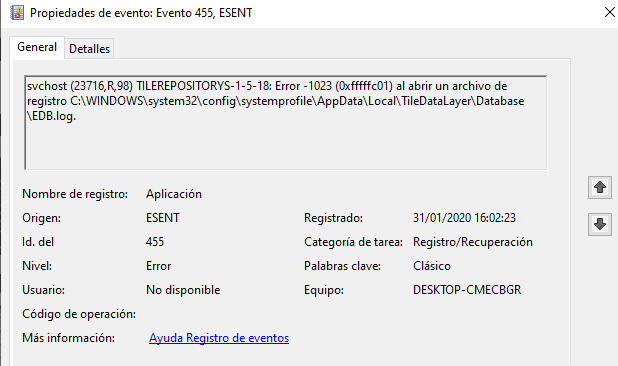 Propiedades de evento: Evento 455, ESENT
General Detalles
svchost (23716,R,98) TILEREPOSITORYS-1-5-18: Error -1023 (0xfffffc01) al abrir un archivo de
registro C:\WINDOWS\system32\config\systemprofile\AppData\Local\TileDataLayer\Database
\EDB.log.
Nombre de registro: Aplicación
Origen: ESENT Registrado: 31/01/2020 16:02:23
Id. del 455 Categoría de tarea: Registro/Recuperación
Nivel: Error Palabras clave: Clásico
Usuario: No disponible Equipo: DESKTOP-CMECBGR
Código de operación:
Más información: Ayuda Registro de eventos